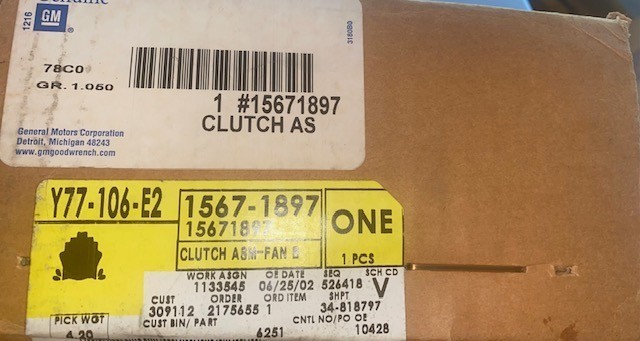 Genuine
1216
GM
®
3180B0
78C0
GR. 1.050
1 #15671897
CLUTCH AS
General Motors Corporation
Detroit, Michigan 48243
www.gmgoodwrench.com
Y77-106-E2
1567-1897
15671897
ONE
CLUTCH ASM-FAN B
1 PCS
WORK ASGN OE DATE SEQ SCH CD
1133545 06/25/02 526418 V
CUST ORDER ORD ITEM SHPT
309112 2175655 1 34-818797
PICK WGT CUST BIN/ PART CNTL NO/PO OE
4.20 6251 10428